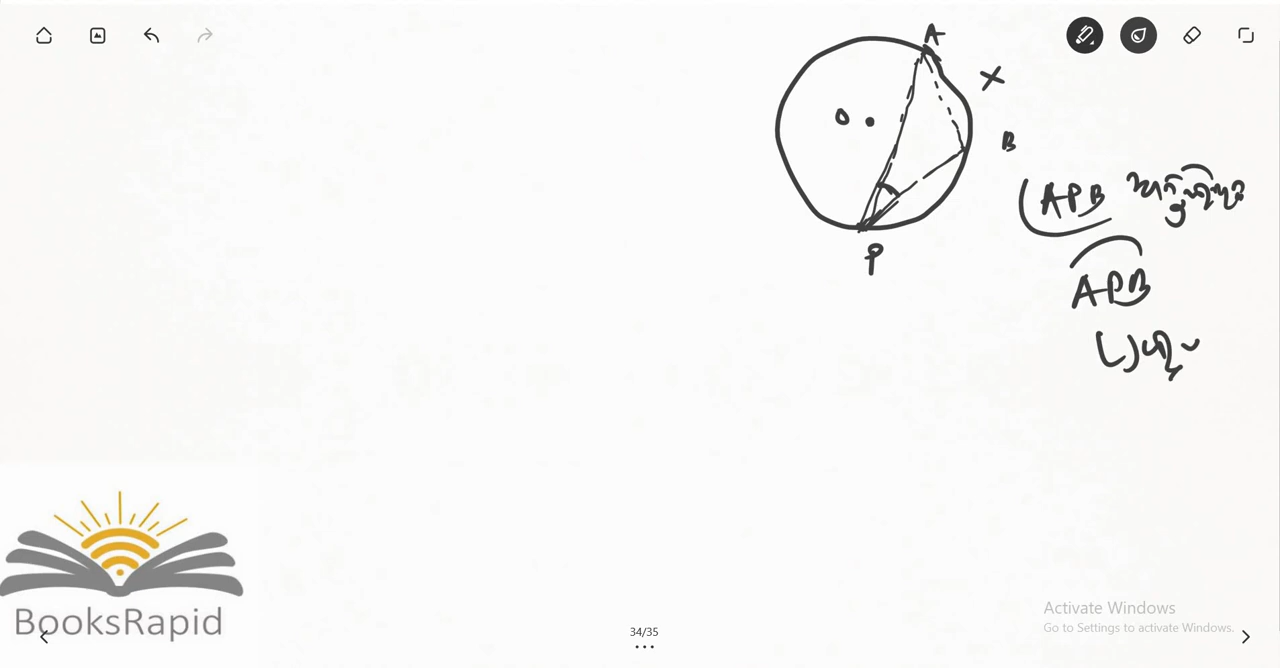 A
X
O
B
APB
P
APB
BooksRapid
34/35
Activate Windows
Go to Settings to activate Windows.